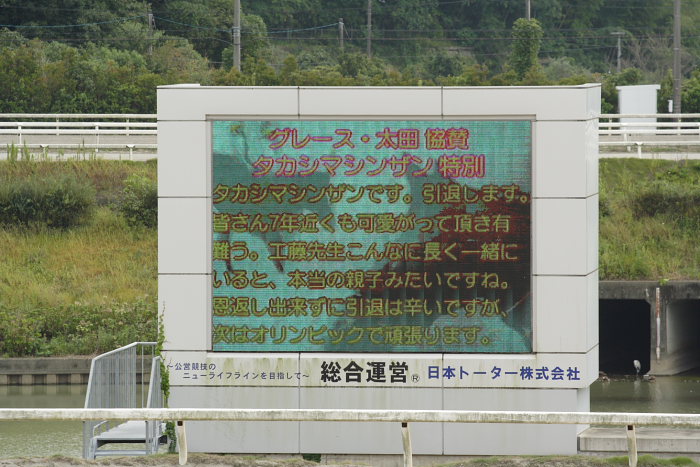 グレース・太田 協賛
タカシマシンザン 特別
タカシマシンザンです。引退します。
皆さん7年近くも可愛がって頂き有
難う。工藤先生こんなに長く一緒に
いると、本当の親子みたいですね。
恩返し出来ずに引退は辛いですが、
次はオリンピックで頑張ります。
～公営競技の
ニューライフラインを目指して～
総合運営® 日本トーター株式会社